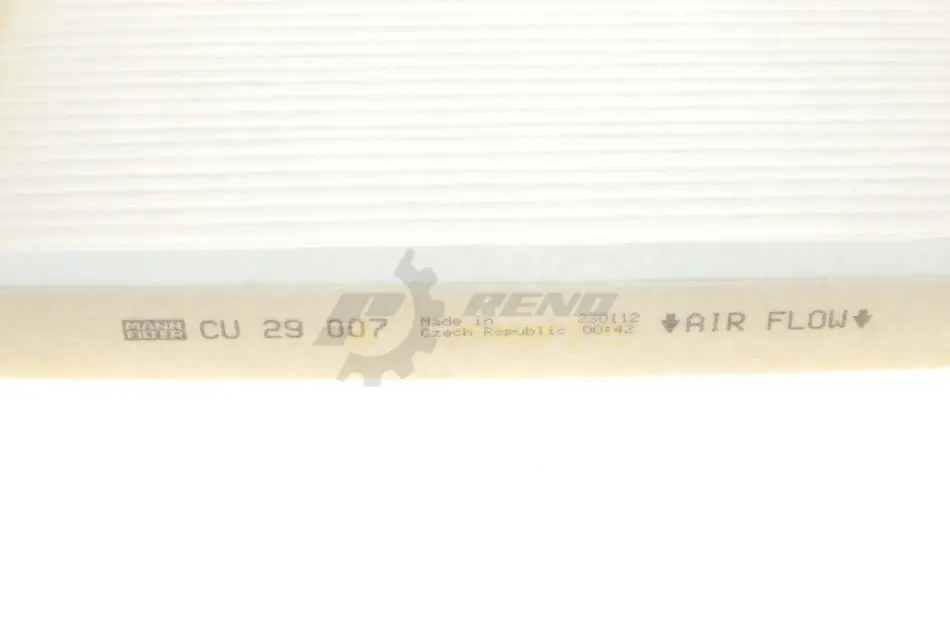 MANN FILTER
CU 29 007
Made in
Czech Republic
230112
00:42
AIR FLOW
RENO